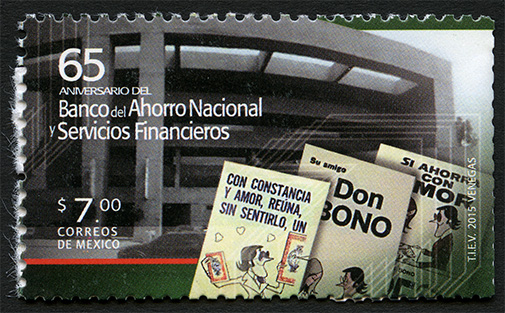 65
ANIVERSARIO DEL
Banco del Ahorro Nacional
y Servicios Financieros
$ 7.00
CORREOS
DE MEXICO
CON CONSTANCIA
Y AMOR, REÚNA,
SIN SENTIRLO, UN
Su amigo
Don
BONO
SI AHORRA
CON
AMOR
T.I.E.V. 2015 VENEGAS